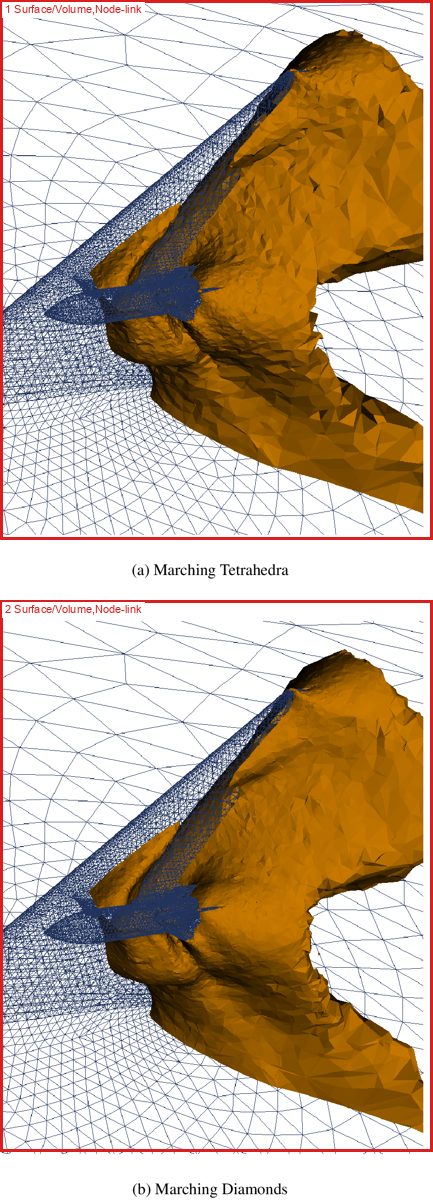 1 Surface/Volume,Node-link
(a) Marching Tetrahedra
2 Surface/Volume,Node-link
(b) Marching Diamonds